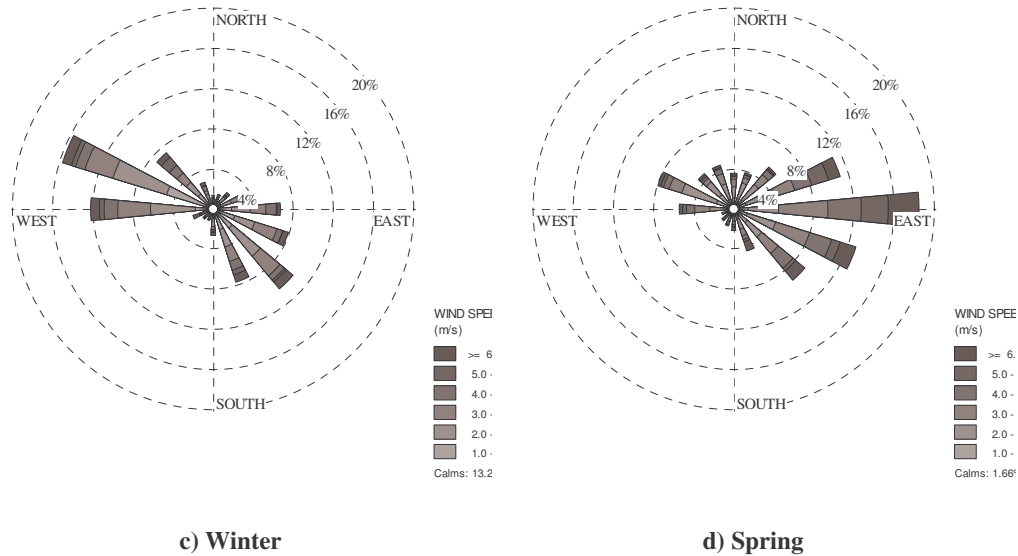 NORTH
20%
16%
12%
8%
4%
WEST
EAST
SOUTH
WIND SPEE
(m/s)
>= 6
5.0 -
4.0 -
3.0 -
2.0 -
1.0 -
Calms: 13.2
c) Winter
NORTH
20%
16%
12%
8%
4%
WEST
EAST
SOUTH
WIND SPEE
(m/s)
>= 6.
5.0 -
4.0 -
3.0 -
2.0 -
1.0 -
Calms: 1.66%
d) Spring